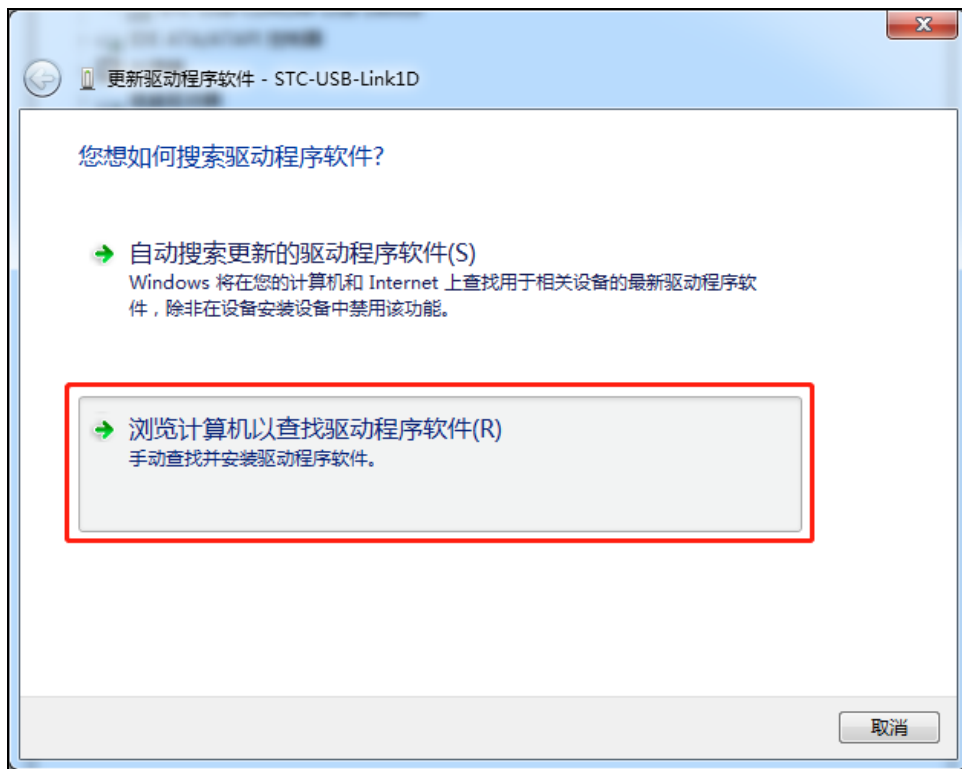 更新驱动程序软件 - STC-USB-Link1D
您想如何搜索驱动程序软件?
自动搜索更新的驱动程序软件(S)
Windows 将在您的计算机和 Internet 上查找用于相关设备的最新驱动程序软
件，除非在设备安装设备中禁用该功能。
浏览计算机以查找驱动程序软件(R)
手动查找并安装驱动程序软件。
取消